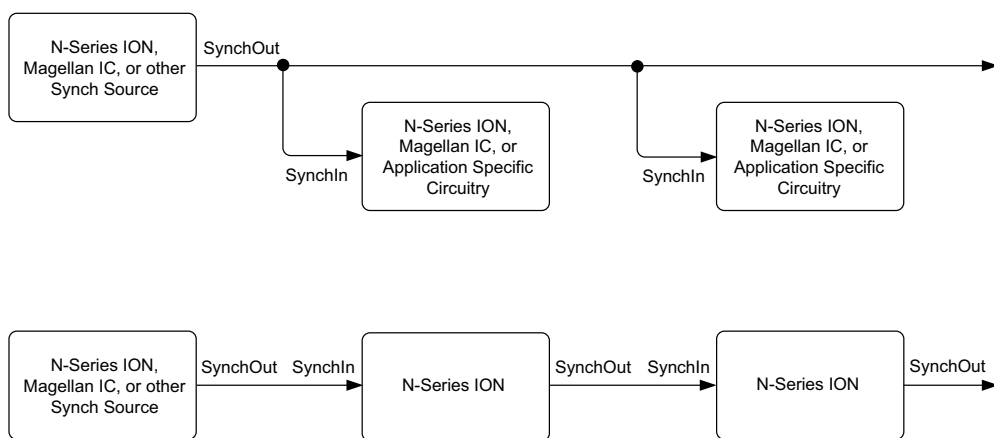 N-Series ION,
Magellan IC, or other
Synch Source
SynchOut
SynchIn
N-Series ION,
Magellan IC, or
Application Specific
Circuitry
SynchIn
N-Series ION,
Magellan IC, or
Application Specific
Circuitry
N-Series ION,
Magellan IC, or other
Synch Source
SynchOut
SynchIn
N-Series ION
SynchOut
SynchIn
N-Series ION
SynchOut